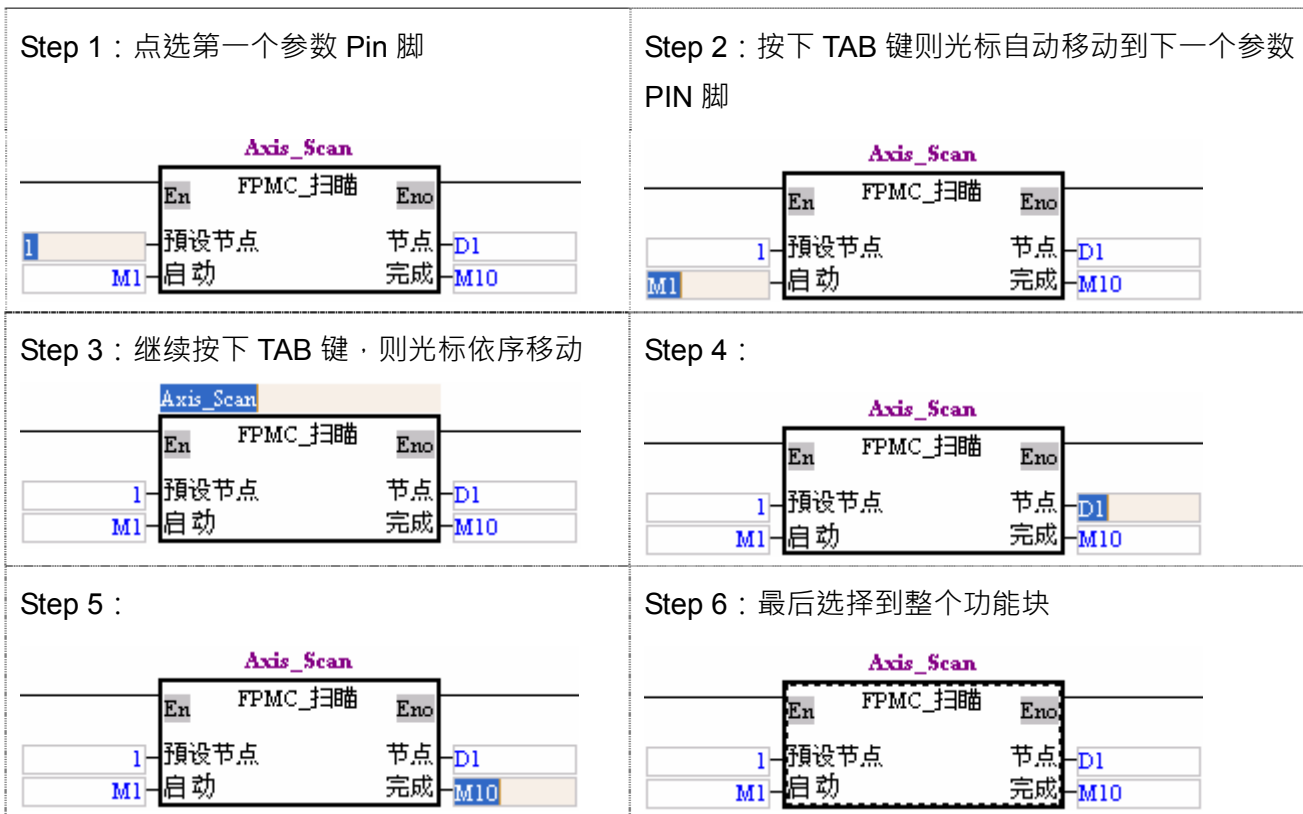 Step 1：点选第一个参数 Pin 脚
Step 2：按下 TAB 键则光标自动移动到下一个参数
PIN 脚
Axis_Scan
FPMC_扫瞄
En
Eno
1
預设节点
节点
D1
M1
启动
完成
M10
Axis_Scan
FPMC_扫瞄
En
Eno
1
預设节点
节点
D1
M1
启动
完成
M10
Step 3：继续按下 TAB 键，则光标依序移动
Step 4：
Axis_Scan
FPMC_扫瞄
En
Eno
1
預设节点
节点
D1
M1
启动
完成
M10
Axis_Scan
FPMC_扫瞄
En
Eno
1
預设节点
节点
D1
M1
启动
完成
M10
Step 5：
Step 6：最后选择到整个功能块
Axis_Scan
FPMC_扫瞄
En
Eno
1
預设节点
节点
D1
M1
启动
完成
M10
Axis_Scan
FPMC_扫瞄
En
Eno
1
預设节点
节点
D1
M1
启动
完成
M10